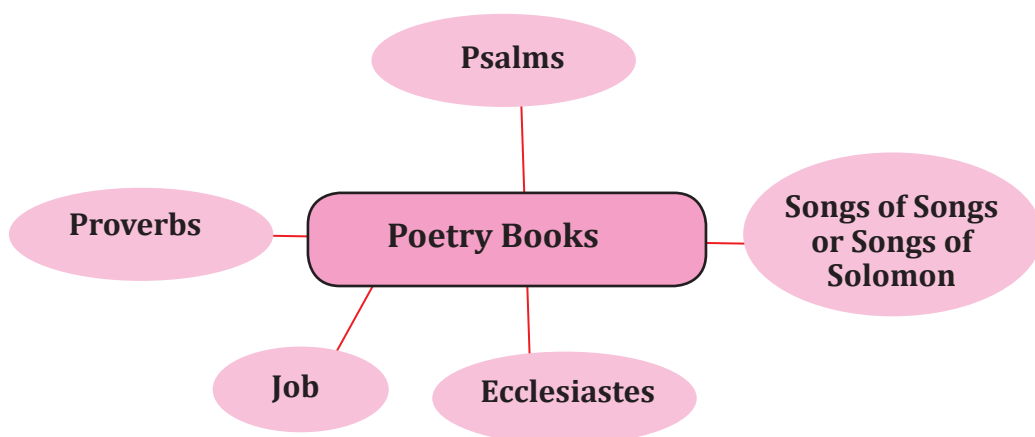 Psalms
Proverbs
Poetry Books
Songs of Songs
or Songs of
Solomon
Job
Ecclesiastes